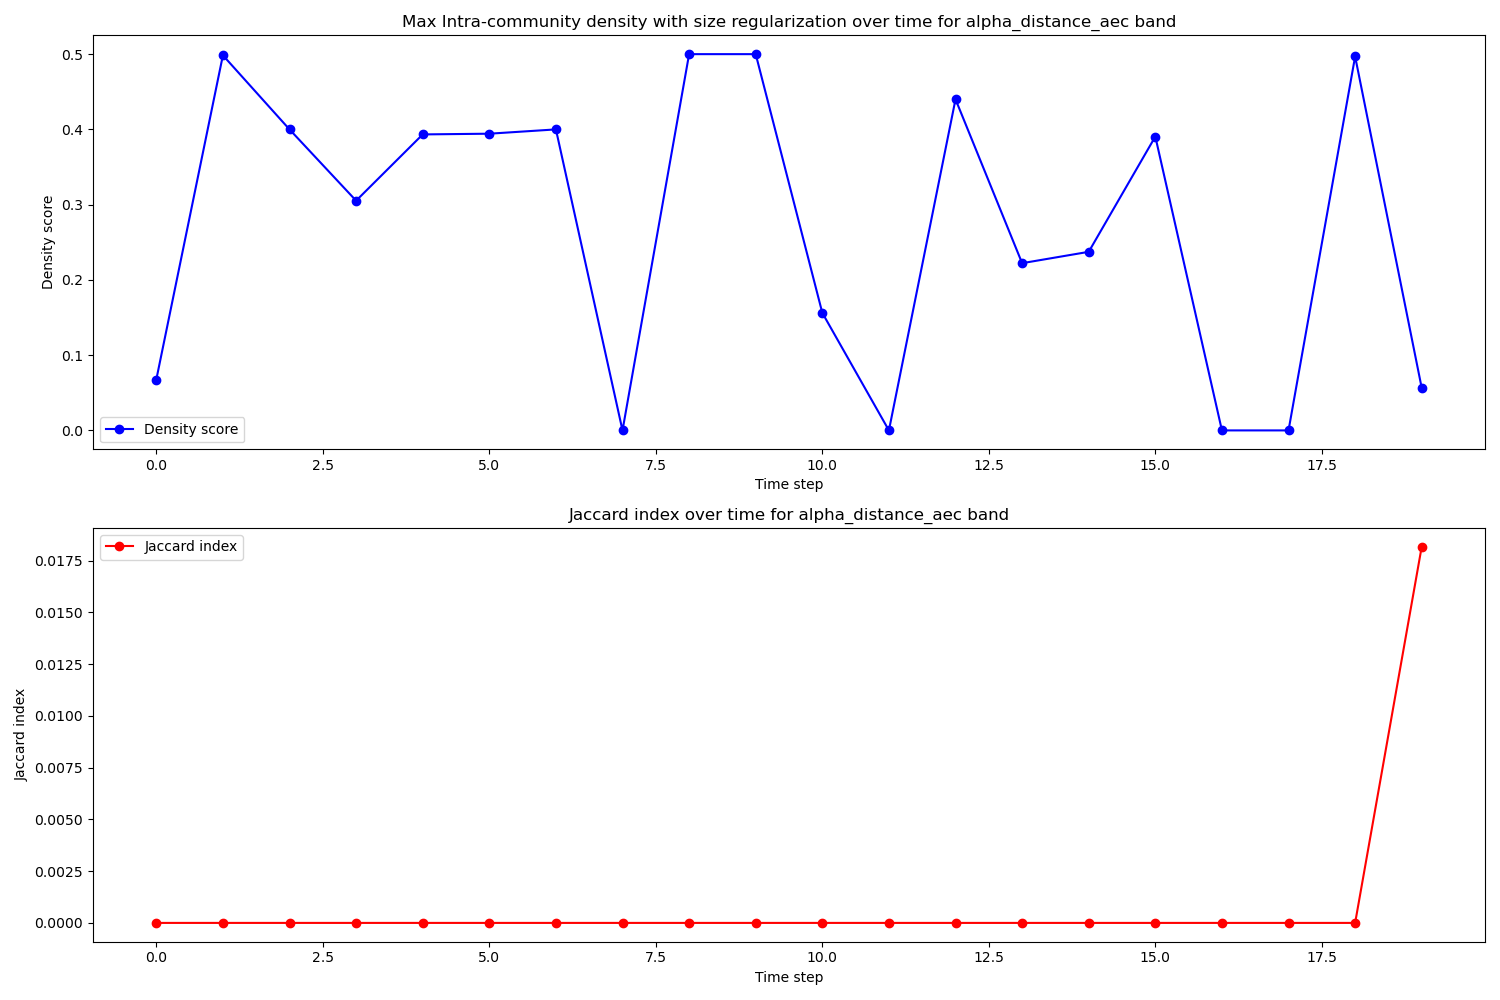 Max Intra-community density with size regularization over time for alpha_distance_aec band
0.5
0.4
0.3
0.2
0.1
0.0
Density score
Density score
0.0 2.5 5.0 7.5 10.0 12.5 15.0 17.5
Time step
Jaccard index over time for alpha_distance_aec band
Jaccard index
0.0175
0.0150
0.0125
0.0100
0.0075
0.0050
0.0025
0.0000
Jaccard index
0.0 2.5 5.0 7.5 10.0 12.5 15.0 17.5
Time step